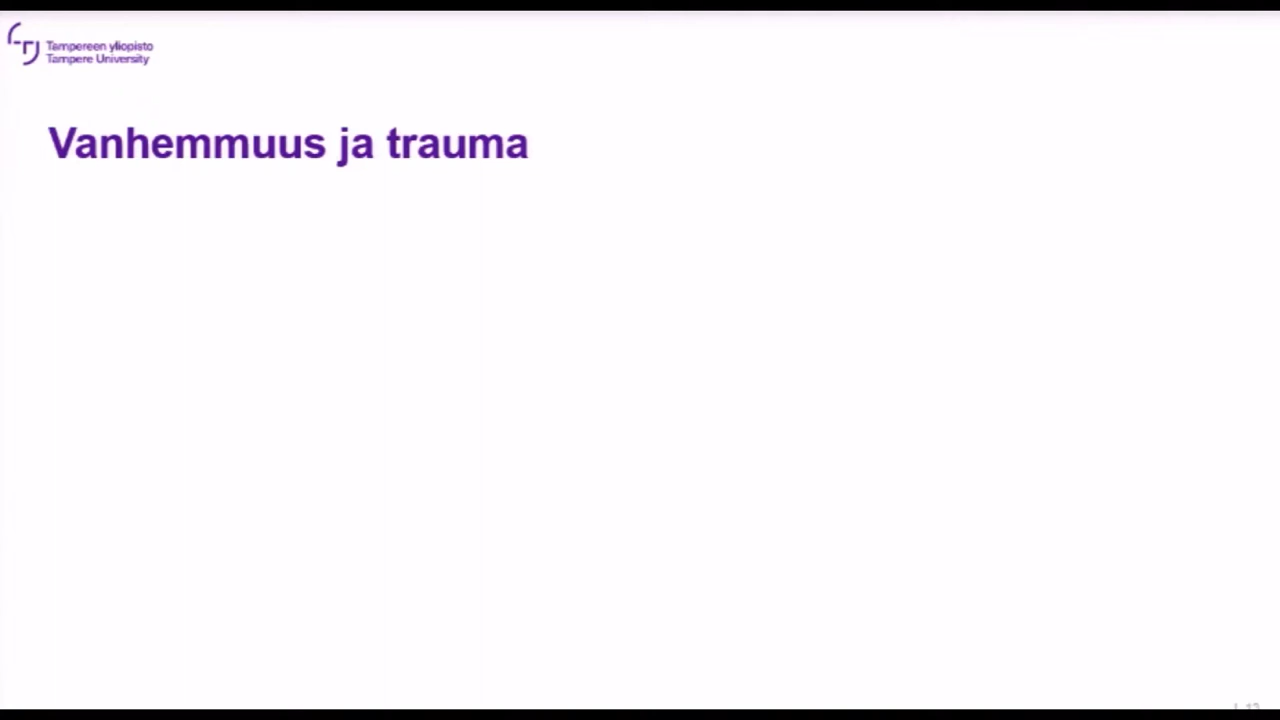 Tampereen yliopisto
Tampere University
Vanhemmuus ja trauma